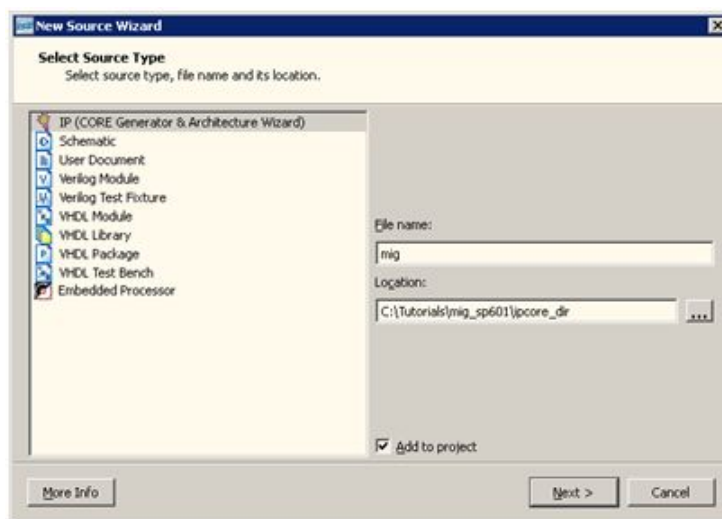 New Source Wizard
Select Source Type
Select source type, file name and its location.
IP (CORE Generator & Architecture Wizard)
Schematic
User Document
Verilog Module
Verilog Test Fixture
VHDL Module
VHDL Library
VHDL Package
VHDL Test Bench
Embedded Processor
File name:
mig
Location:
C:\Tutorials\mig_sp601\ipcore_dir
...
Add to project
More Info
Next >
Cancel